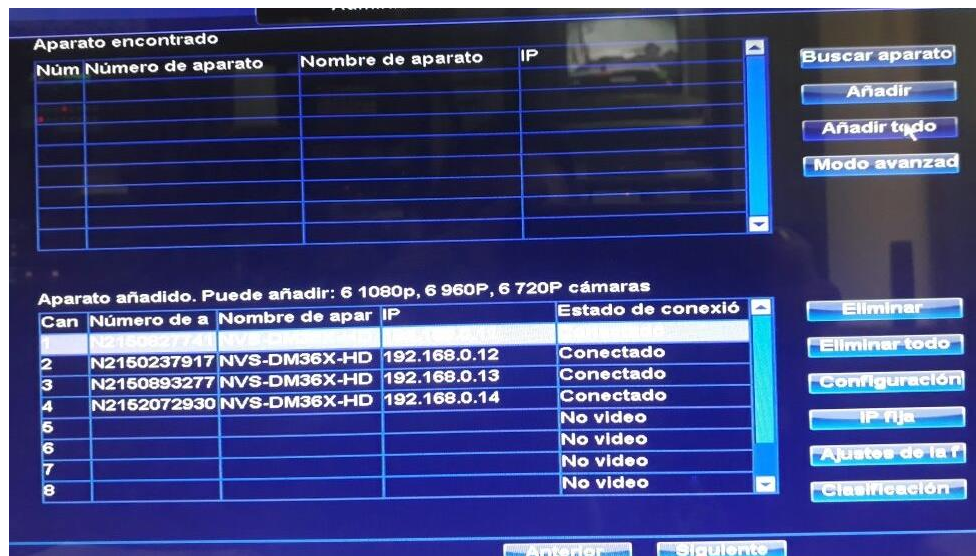 Aparato encontrado
Núm Número de aparato Nombre de aparato IP
Buscar aparato
Añadir
Añadir todo
Modo avanzad
Aparato añadido. Puede añadir: 6 1080p, 6 960P, 6 720P cámaras
Can Número de a Nombre de apar IP Estado de conexió
1 N2150627741
2 N2150237917 NVS-DM36X-HD 192.168.0.12 Conectado
3 N2150893277 NVS-DM36X-HD 192.168.0.13 Conectado
4 N2152072930 NVS-DM36X-HD 192.168.0.14 Conectado
5 No video
6 No video
7 No video
8 No video
Eliminar
Eliminar todo
Configuración
IP fija
Ajustes de la f
Clasificación
Anterior Siguiente